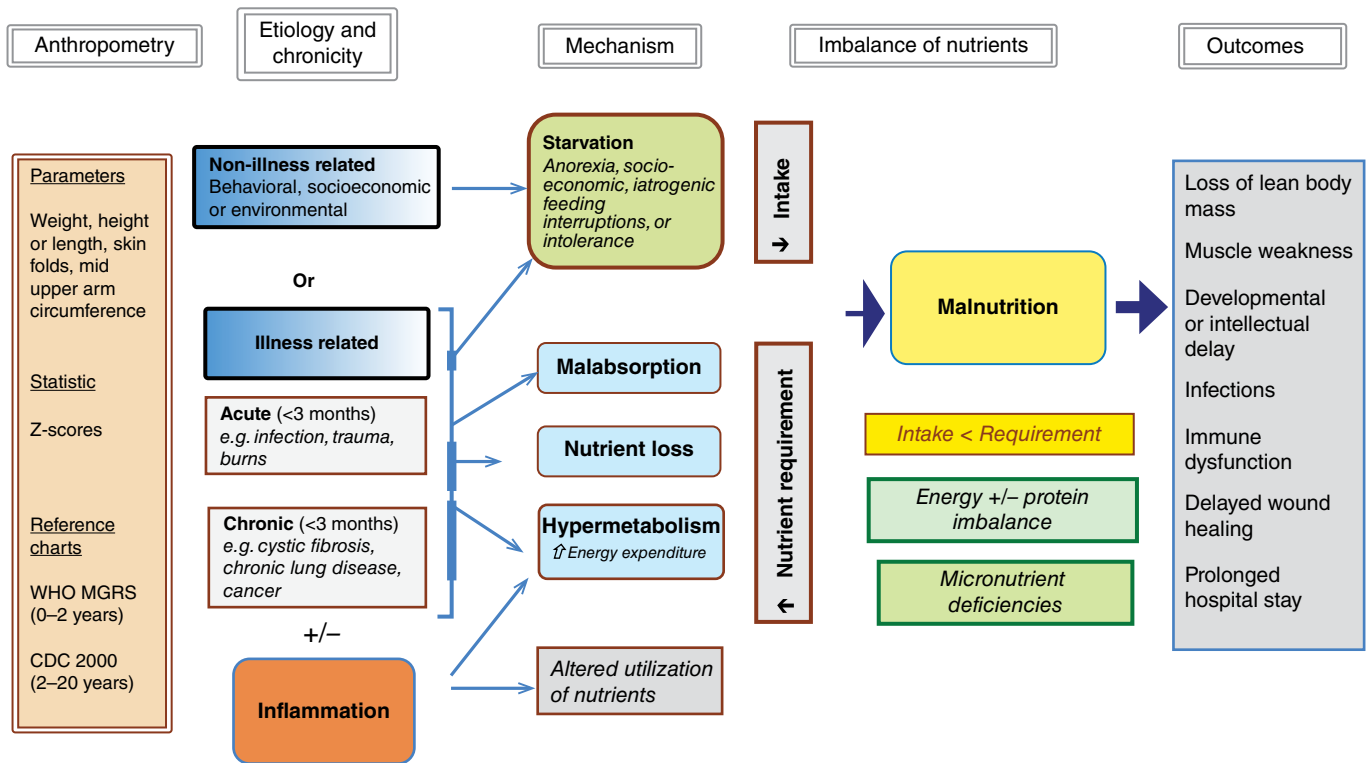 Anthropometry
Etiology and
chronicity
Mechanism
Imbalance of nutrients
Outcomes
Parameters
Weight, height
or length, skin
folds, mid
upper arm
circumference
Statistic
Z-scores
Reference
charts
WHO MGRS
(0–2 years)
CDC 2000
(2–20 years)
Non-illness related
Behavioral, socioeconomic
or environmental
Or
Illness related
Acute (<3 months)
e.g. infection, trauma,
burns
Chronic (<3 months)
e.g. cystic fibrosis,
chronic lung disease,
cancer
+/–
Inflammation
Starvation
Anorexia, socio-
economic, iatrogenic
feeding
interruptions, or
intolerance
Malabsorption
Nutrient loss
Hypermetabolism
⇧ Energy expenditure
Altered utilization
of nutrients
↓ Intake
↑ Nutrient requirement
Malnutrition
Intake < Requirement
Energy +/– protein
imbalance
Micronutrient
deficiencies
Loss of lean body
mass
Muscle weakness
Developmental
or intellectual
delay
Infections
Immune
dysfunction
Delayed wound
healing
Prolonged
hospital stay